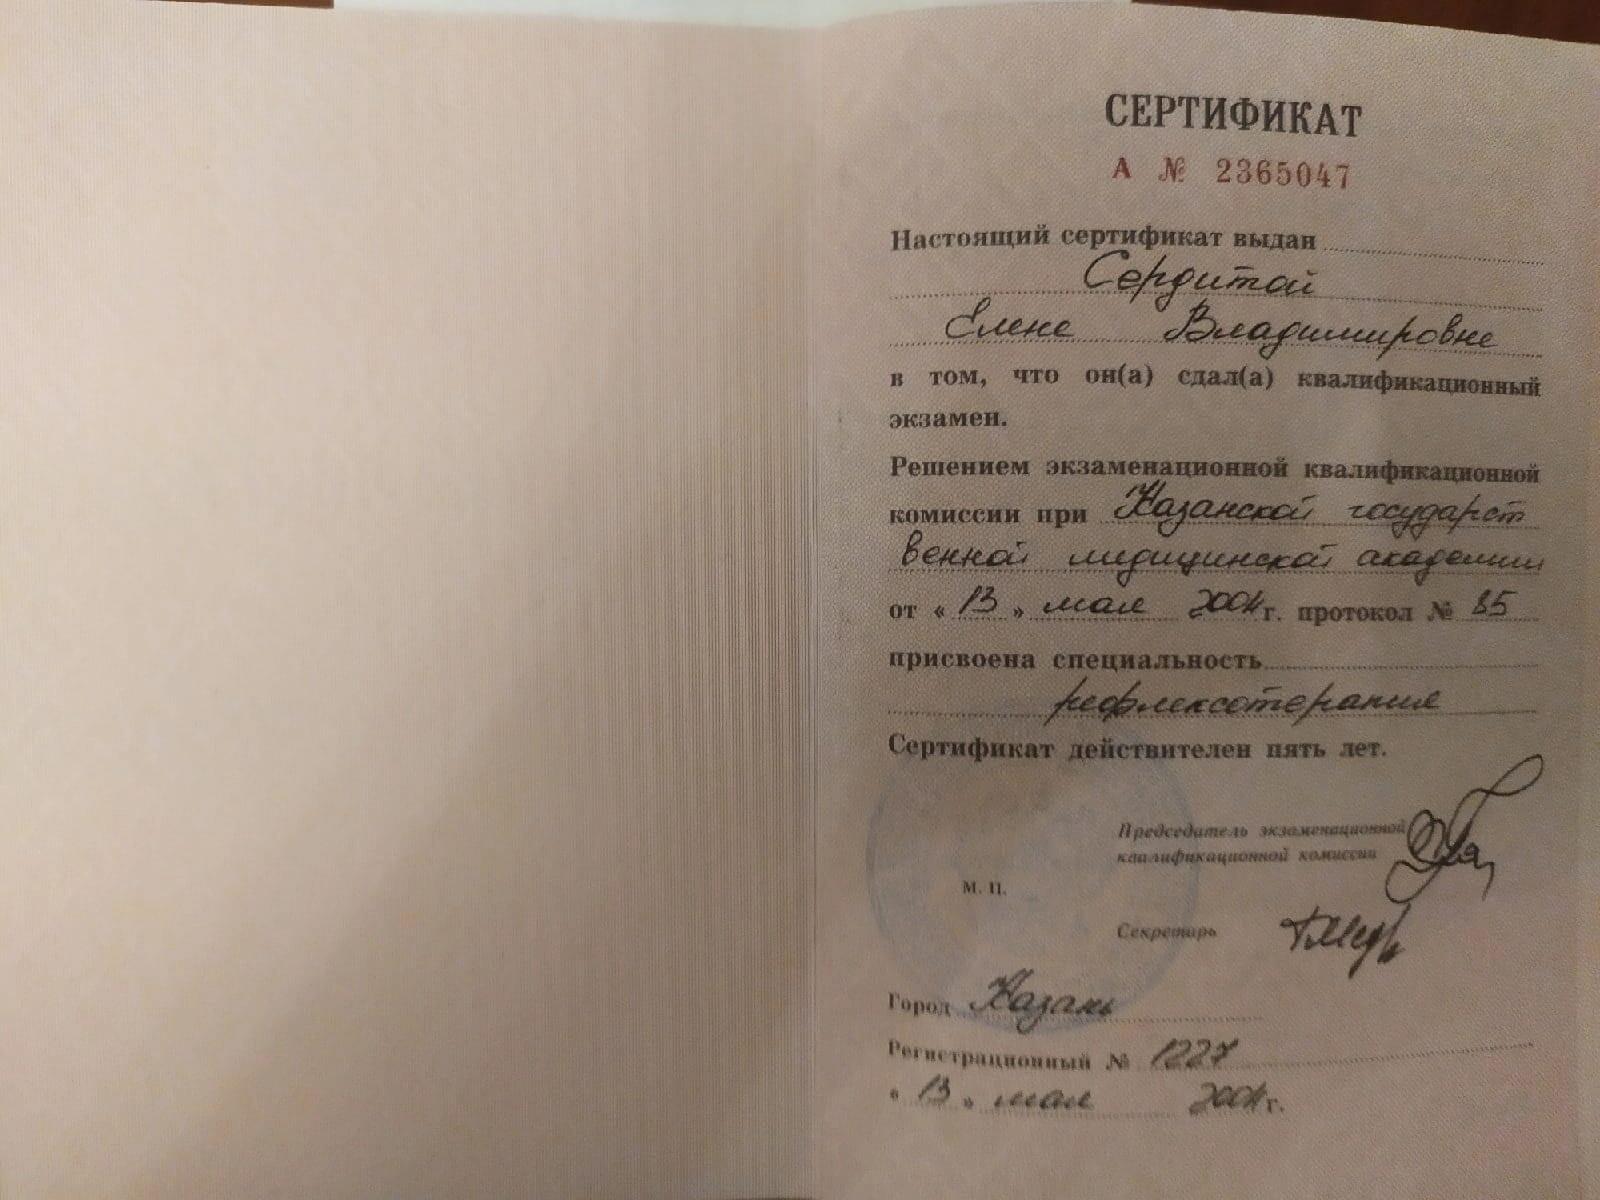 СЕРТИФИКАТ
А № 2365047
Настоящий сертификат выдан
Сердитой
Елене Владимировне
в том, что он(а) сдал(а) квалификационный
экзамен.
Решением экзаменационной квалификационной
комиссии при Казанской государст
венной медицинской академии
от « 13 » мая 2004 г. протокол № 85
присвоена специальность
рефлексотерапия
Сертификат действителен пять лет.
Председатель экзаменационной
квалификационной комиссии
М. П.
Секретарь
Город Казань
Регистрационный № 1227
« 13 » мая 2004 г.